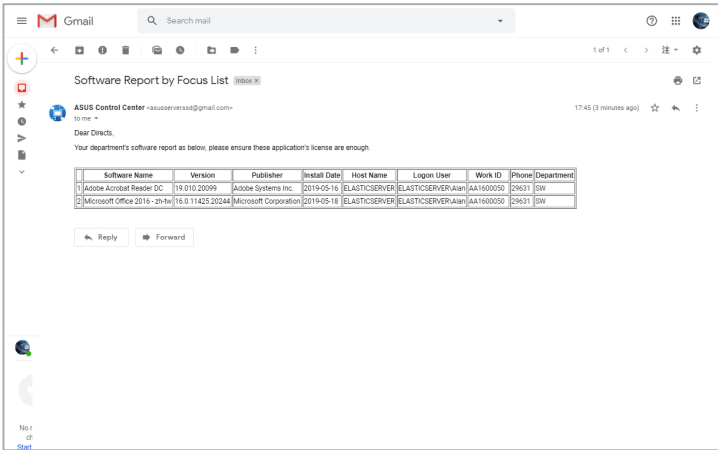 Gmail
Search mail
1 of 1
注
Software Report by Focus List Inbox x
ASUS Control Center <asusserverssd@gmail.com>
17:45 (3 minutes ago)
to me
Dear Directs,
Your department's software report as below, please ensure these application's license are enough.
Software Name Version Publisher Install Date Host Name Logon User Work ID Phone Department
1 Adobe Acrobat Reader DC 19.010.20099 Adobe Systems Inc. 2019-05-16 ELASTICSERVER ELASTICSERVER\Alan AA1600050 29631 SW
2 Microsoft Office 2016 - zh-tw 16.0.11425.20244 Microsoft Corporation 2019-05-18 ELASTICSERVER ELASTICSERVER\Alan AA1600050 29631 SW
Reply Forward
No r
ch
Start